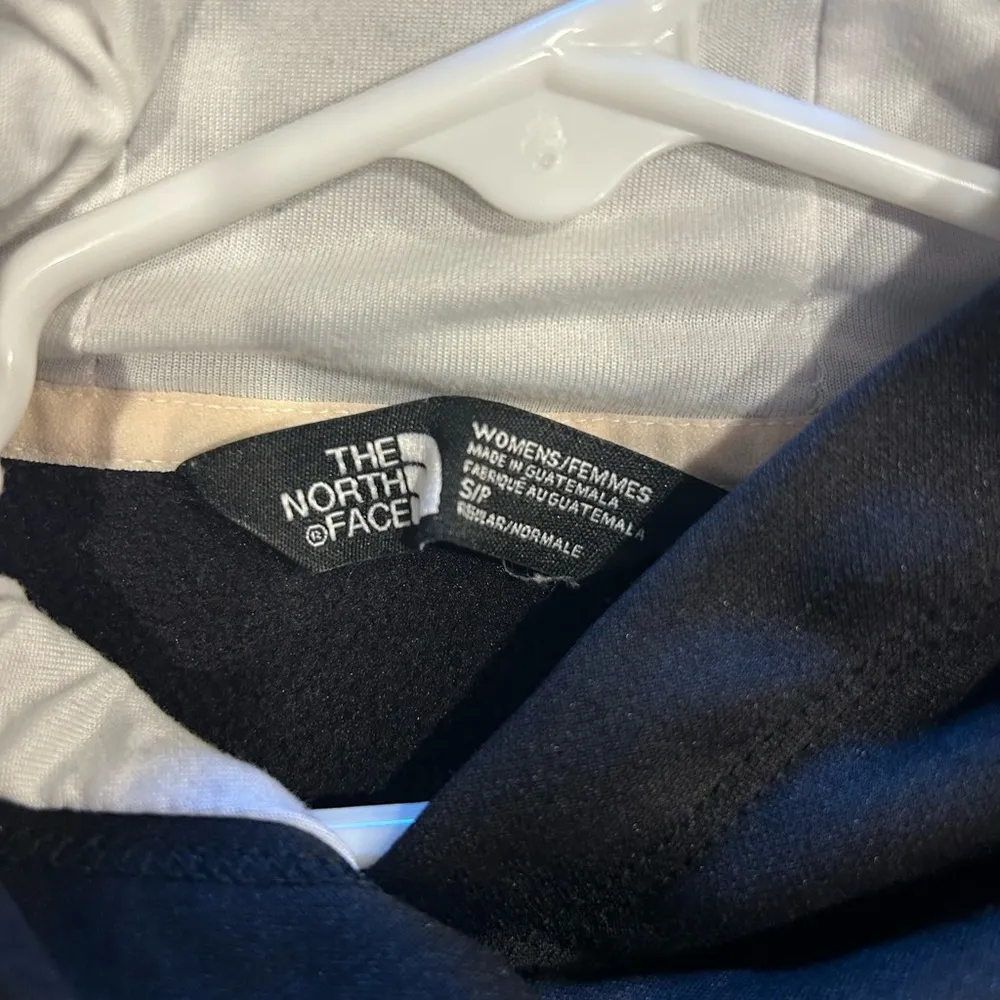 THE
NORTH
®FACE
WOMENS/FEMMES
MADE IN GUATEMALA
FABRIQUÉ AU GUATEMALA
S/P
REGULAR/NORMALE